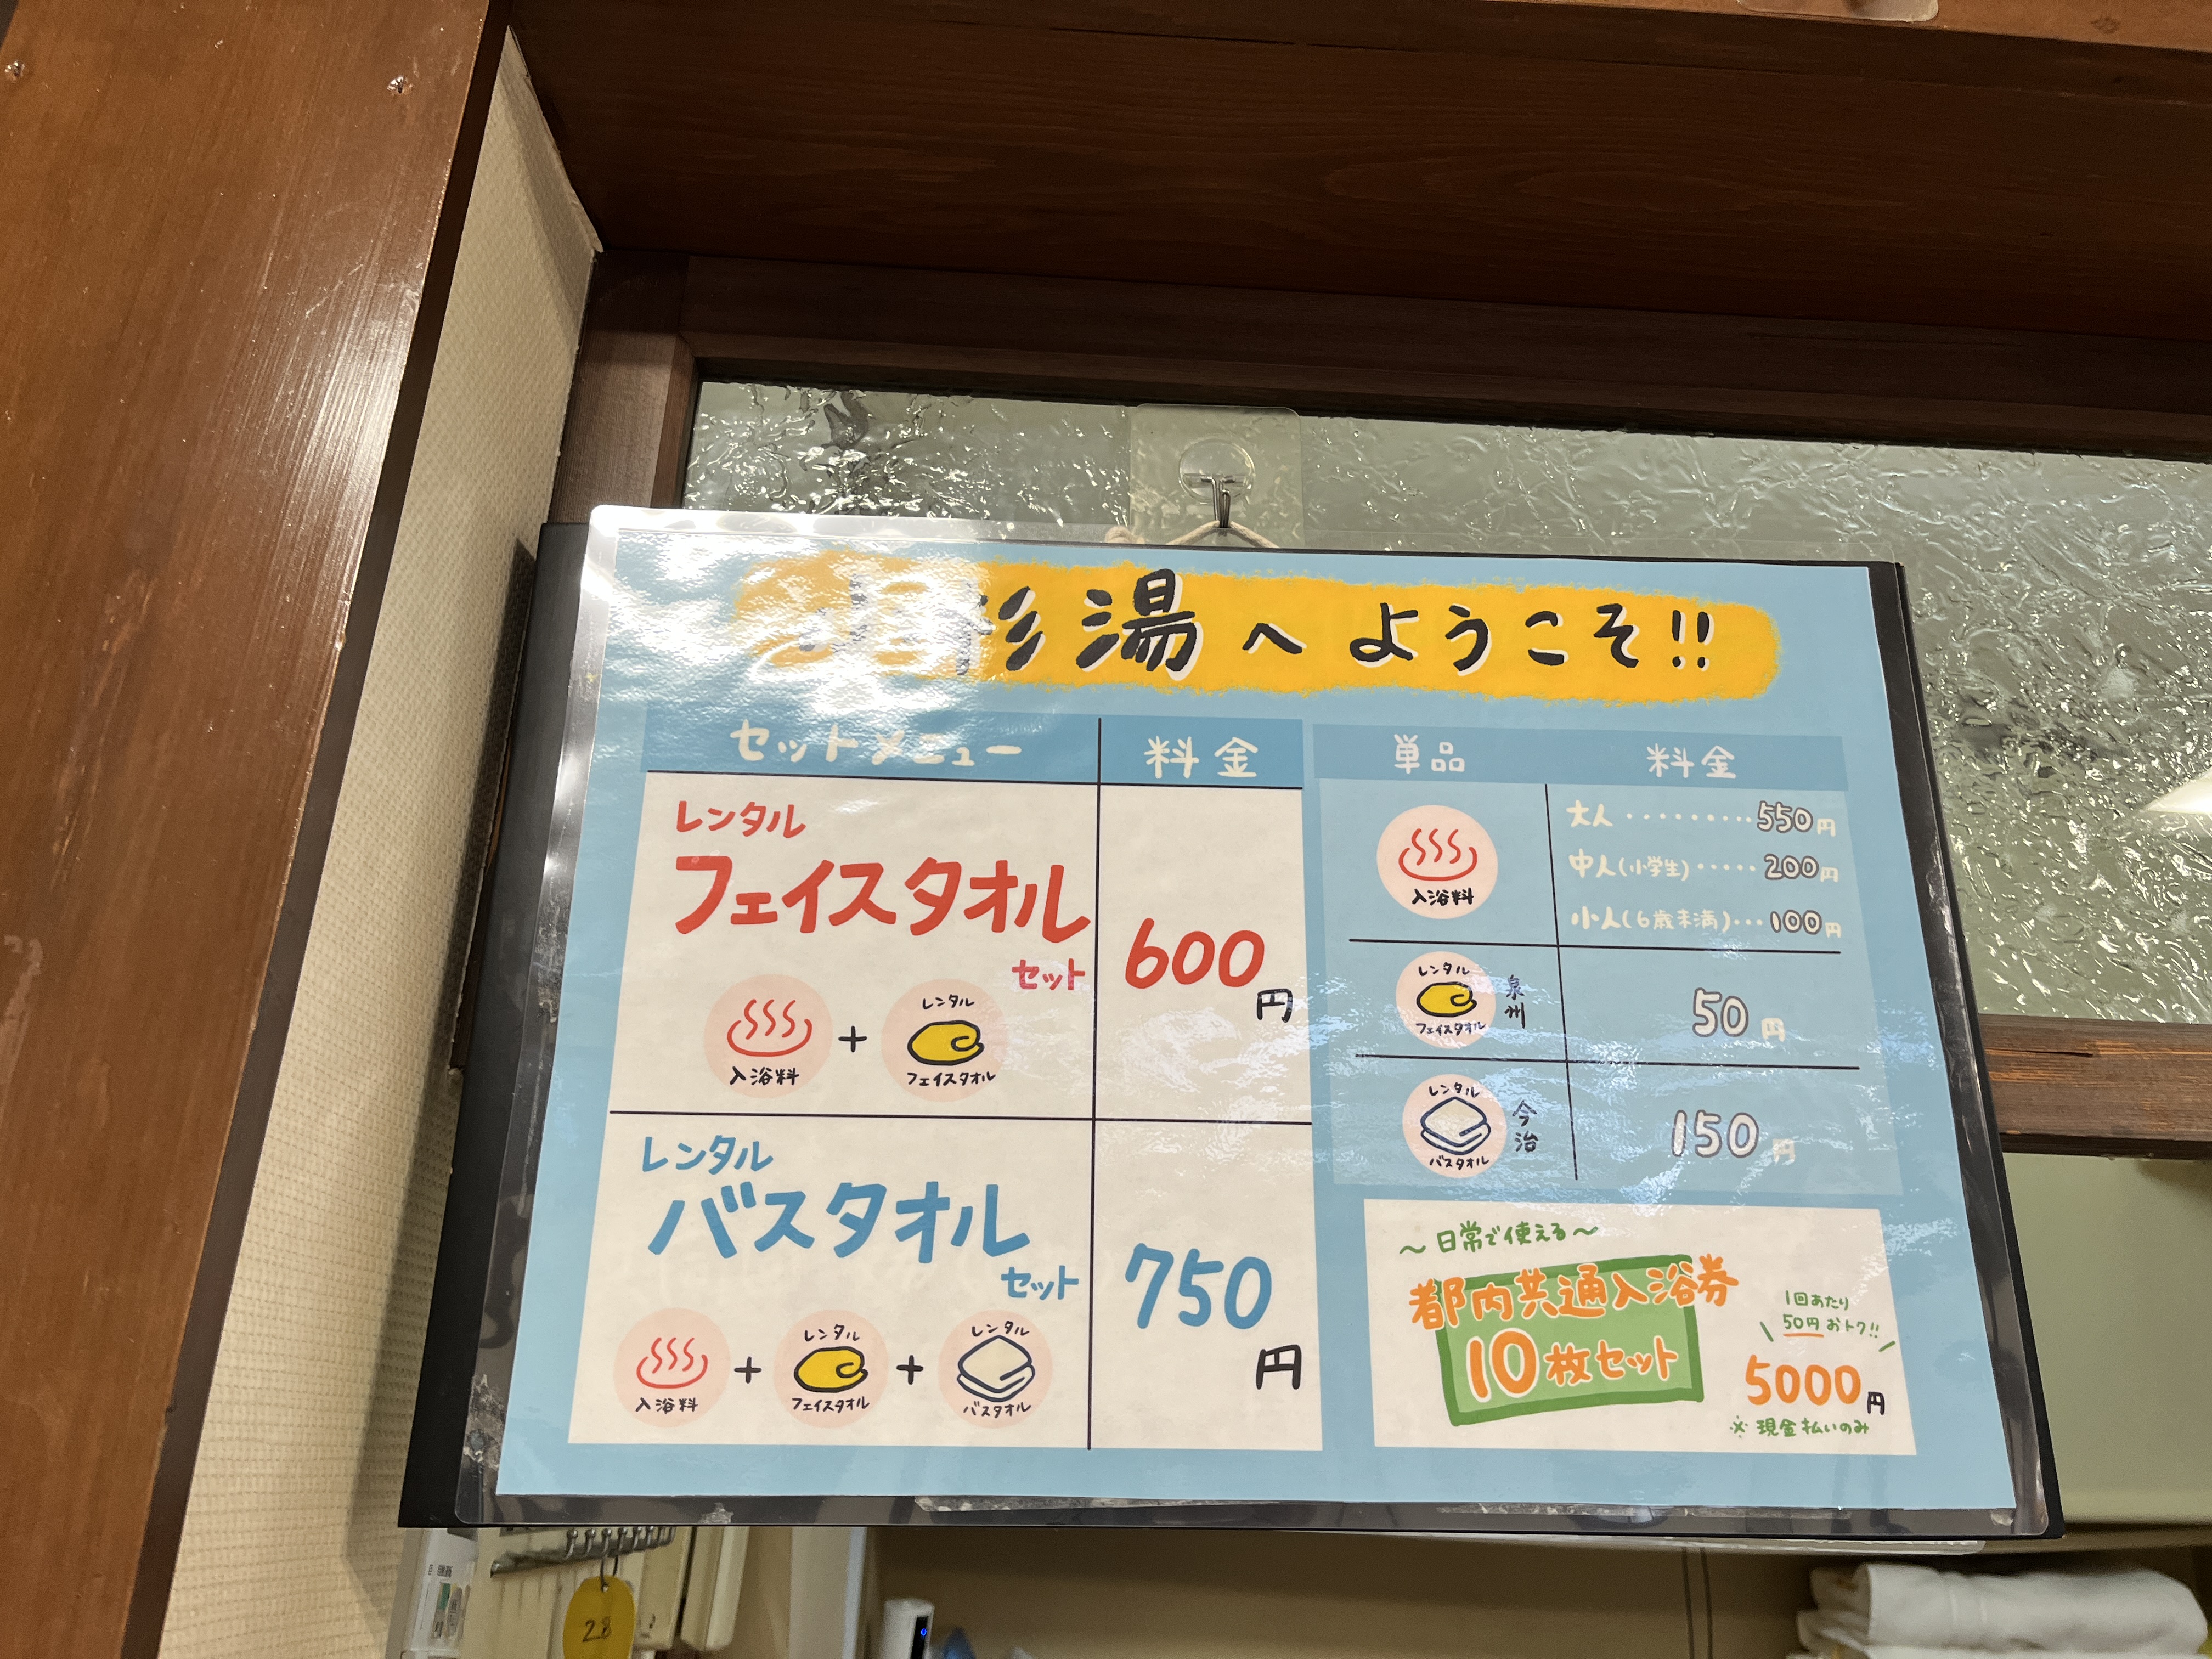 杉湯へようこそ!!
セットメニュー 料金
レンタル
フェイスタオル
セット
600
円
入浴料
+
レンタル
フェイスタオル
レンタル
バスタオル
セット
750
円
入浴料
+
レンタル
フェイスタオル
+
レンタル
バスタオル
単品 料金
入浴料
大人・・・・・・・・・550円
中人(小学生)・・・・・200円
小人(6歳未満)・・・100円
レンタル
フェイスタオル
泉州
50円
レンタル
バスタオル
今治
150円
〜日常で使える〜
都内共通入浴券
10枚セット
1回あたり
50円おトク!!
5000円
※現金払いのみ
28